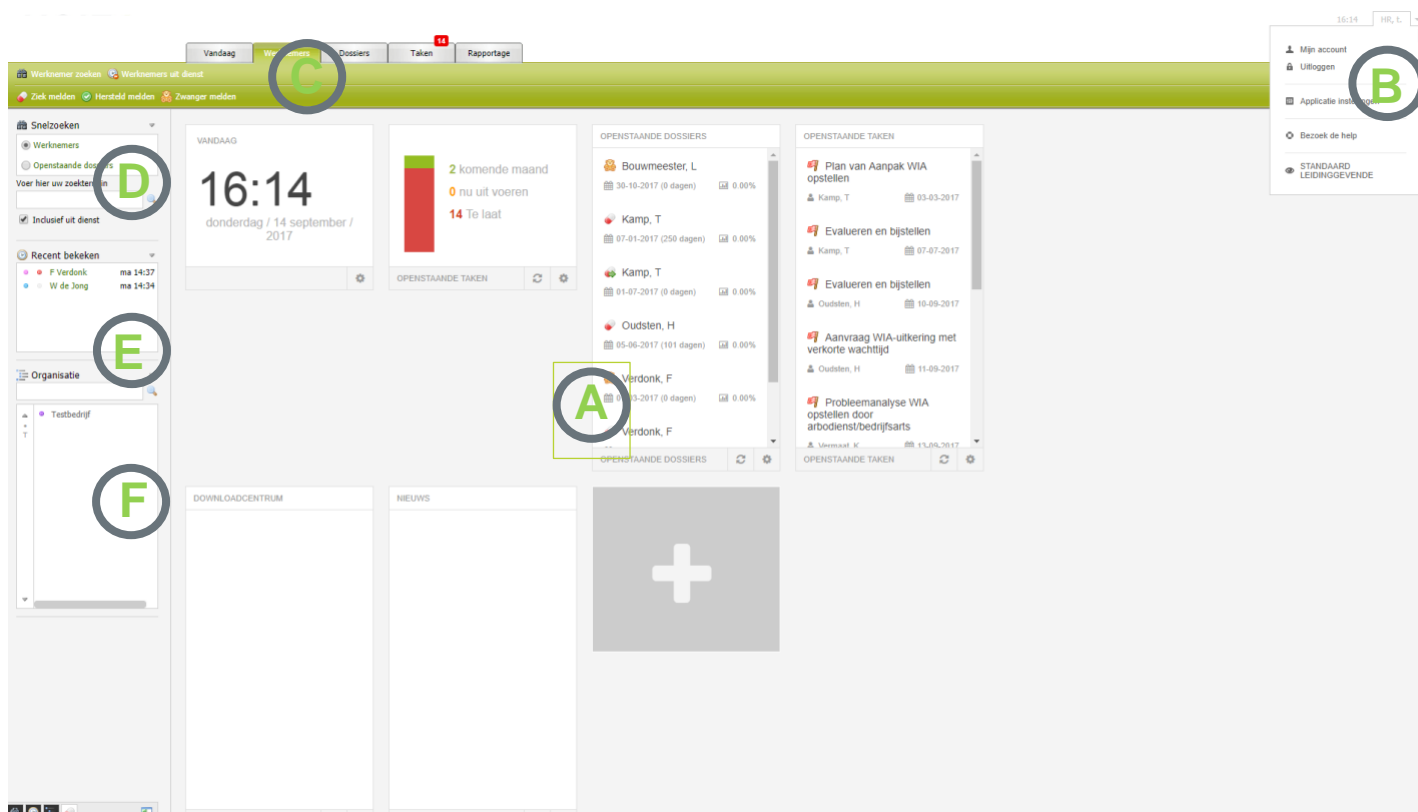 16:14 HR, t.
Vandaag Dossiers Taken 14 Rapportage
C
Werknemer zoeken Werknemers uit dienst
Ziek melden Hersteld melden Zwanger melden
Mijn account
Uitloggen
B
Applicatie
Bezoek de help
STANDAARD
LEIDINGGEVENDE
Snelzoeken
Werknemers
Openstaande dossiers
Voer hier uw
D
Inclusief uit dienst
Recent bekeken
F Verdonk ma 14:37
W de Jong ma 14:34
E
Organisatie
Testbedrijf
T
F
VANDAAG
16:14
donderdag / 14 september /
2017
2 komende maand
0 nu uit voeren
14 Te laat
OPENSTAANDE TAKEN
OPENSTAANDE DOSSIERS
Bouwmeester, L
30-10-2017 (0 dagen) 0.00%
Kamp, T
07-01-2017 (250 dagen) 0.00%
Kamp, T
01-07-2017 (0 dagen) 0.00%
Oudsten, H
05-06-2017 (101 dagen) 0.00%
Verdonk, F
03-2017 (0 dagen) 0.00%
A
Verdonk, F
OPENSTAANDE DOSSIERS
OPENSTAANDE TAKEN
Plan van Aanpak WIA
opstellen
Kamp, T 03-03-2017
Evalueren en bijstellen
Kamp, T 07-07-2017
Evalueren en bijstellen
Oudsten, H 10-09-2017
Aanvraag WIA-uitkering met
verkorte wachttijd
Oudsten, H 11-09-2017
Probleemanalyse WIA
opstellen door
arbodienst/bedrijfsarts
Vermaat, K 13-09-2017
OPENSTAANDE TAKEN
DOWNLOADCENTRUM
NIEUWS